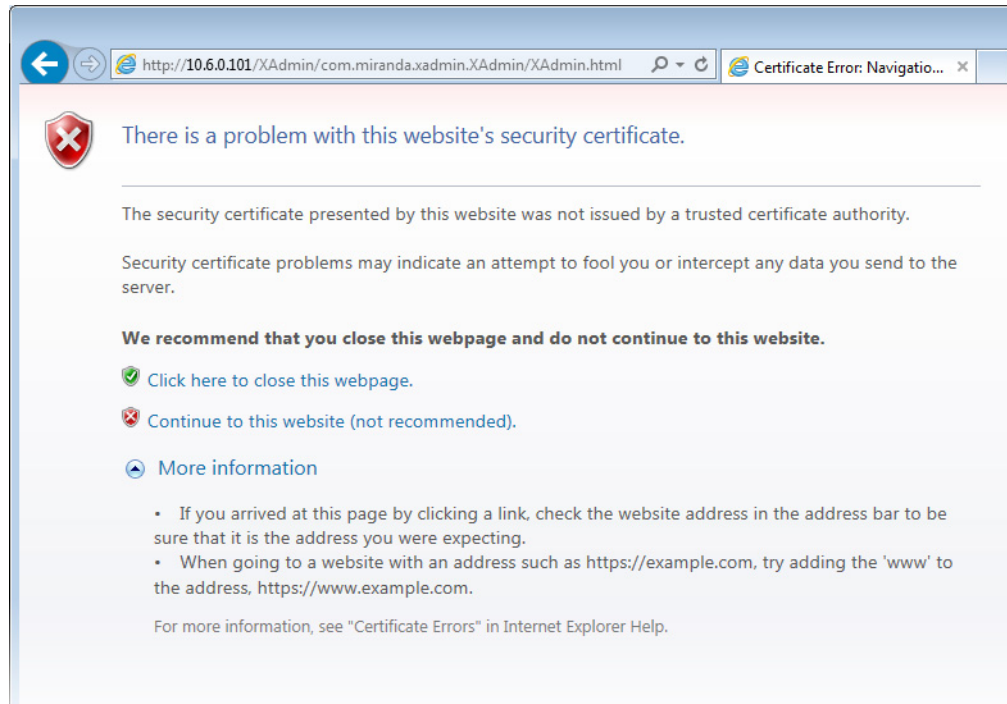 http://10.6.0.101/XAdmin/com.miranda.xadmin.XAdmin/XAdmin.html
Certificate Error: Navigatio...
There is a problem with this website's security certificate.
The security certificate presented by this website was not issued by a trusted certificate authority.
Security certificate problems may indicate an attempt to fool you or intercept any data you send to the
server.
We recommend that you close this webpage and do not continue to this website.
Click here to close this webpage.
Continue to this website (not recommended).
More information
• If you arrived at this page by clicking a link, check the website address in the address bar to be
sure that it is the address you were expecting.
• When going to a website with an address such as https://example.com, try adding the 'www' to
the address, https://www.example.com.
For more information, see "Certificate Errors" in Internet Explorer Help.